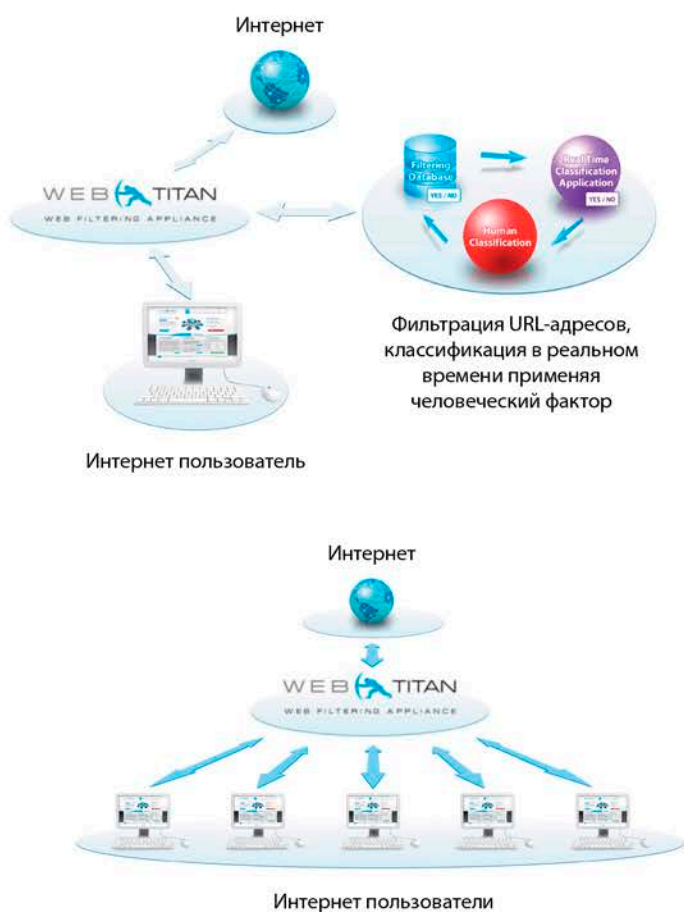 Интернет
WEB TITAN
WEB FILTERING APPLIANCE
Filtering
Database
YES / NO
Real Time
Classification
Application
YES / NO
Human
Classification
Фильтрация URL-адресов,
классификация в реальном
времени применяя
человеческий фактор
Интернет пользователь
Интернет
WEB TITAN
WEB FILTERING APPLIANCE
Интернет пользователи